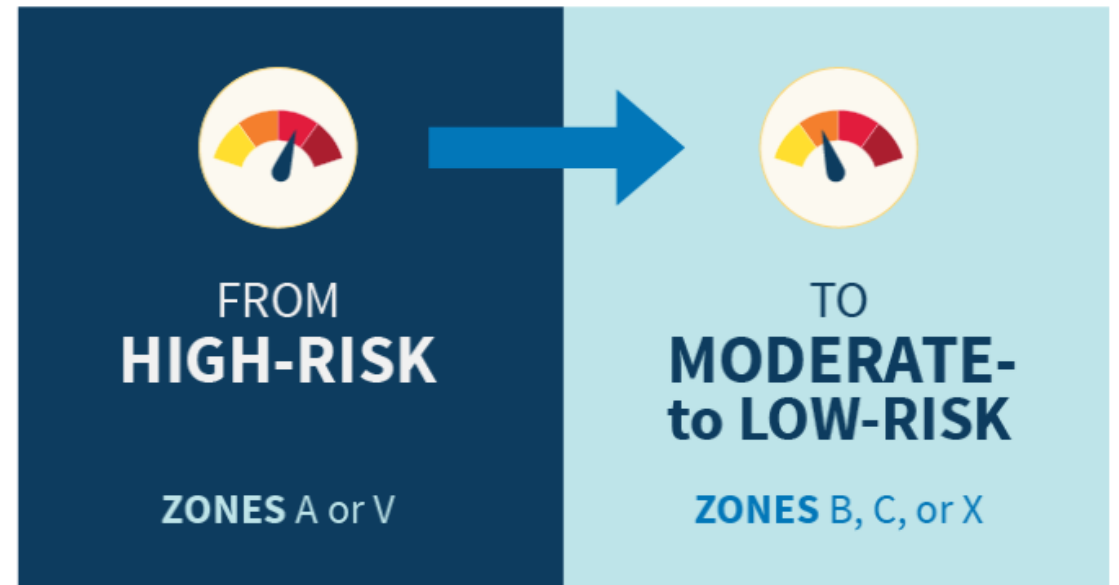 FROM
HIGH-RISK
ZONES A or V
TO
MODERATE-
to LOW-RISK
ZONES B, C, or X